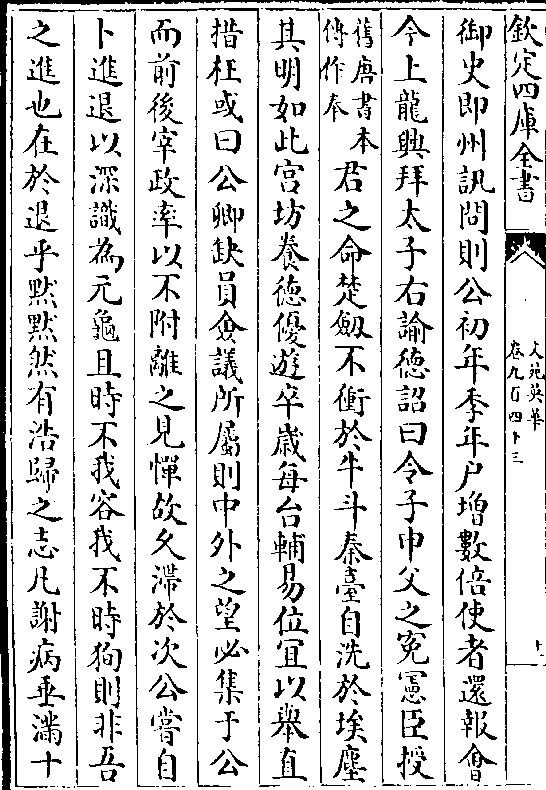 欽定四庫全書
文苑英華
卷九百四十三
御史即州訊問則公初年季年户增數倍使者還報會
今上龍興拜太子右諭德詔曰令子申父之寃憲臣授
舊唐書本
傳作奉
君之命楚劔不衝於牛斗秦臺自洗於埃塵
其明如此宫坊養徳優遊卒歲每台輔易位宜以舉直
措枉或曰公卿缺員僉議所屬則中外之望必集于公
而前後宰政率以不附離之見憚故久滯於次公嘗自
卜進退以深識為元龜且時不我容我不時狥則非吾
之進也在於退乎黙黙然有浩歸之志凡謝病垂滿十